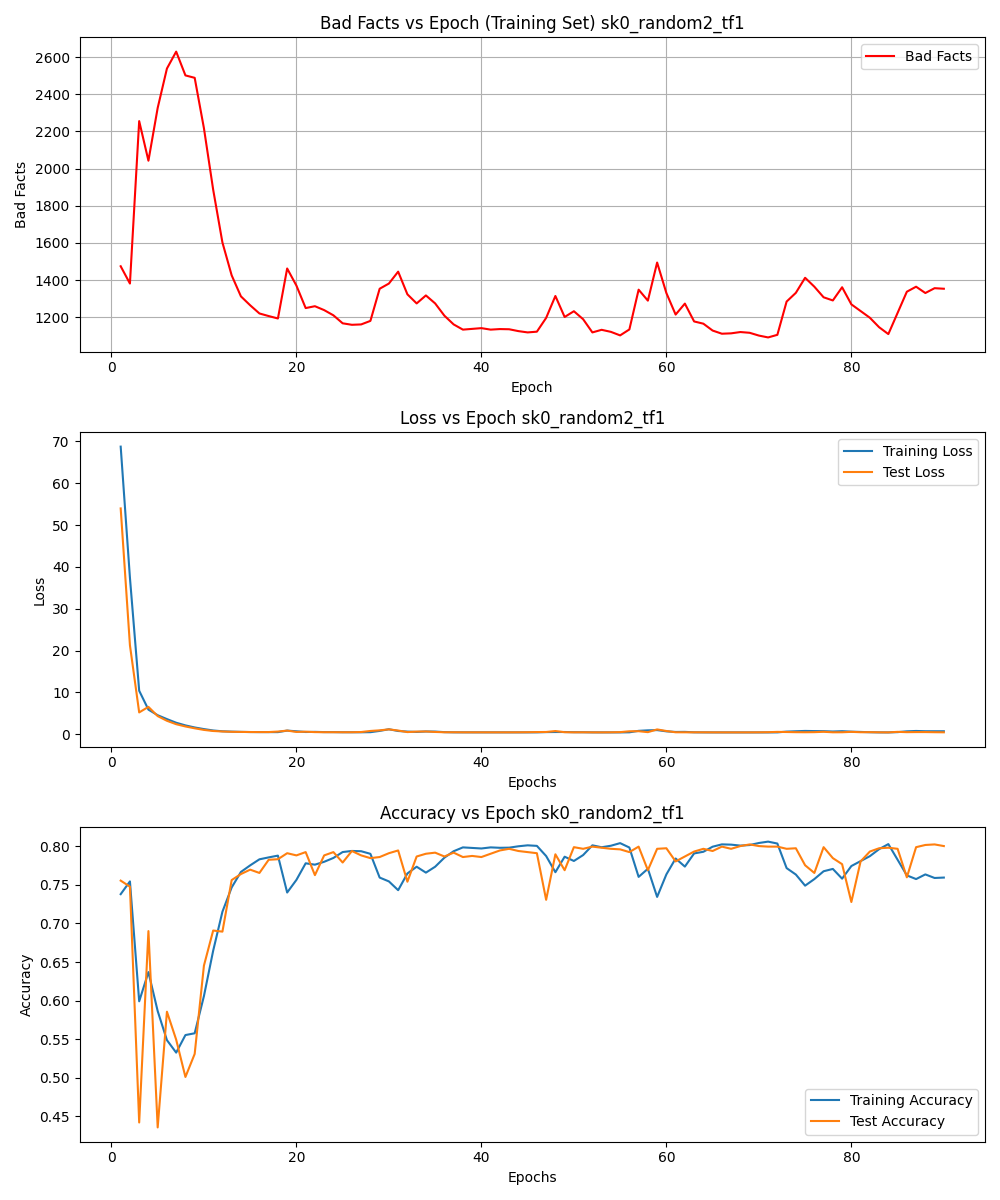 Bad Facts vs Epoch (Training Set) sk0_random2_tf1
Bad Facts
2600
2400
2200
2000
1800
1600
1400
1200
Bad Facts
0 20 40 60 80
Epoch
Loss vs Epoch sk0_random2_tf1
Training Loss
Test Loss
70
60
50
40
30
20
10
0
Loss
0 20 40 60 80
Epochs
Accuracy vs Epoch sk0_random2_tf1
0.80
0.75
0.70
0.65
0.60
0.55
0.50
0.45
Accuracy
Training Accuracy
Test Accuracy
0 20 40 60 80
Epochs